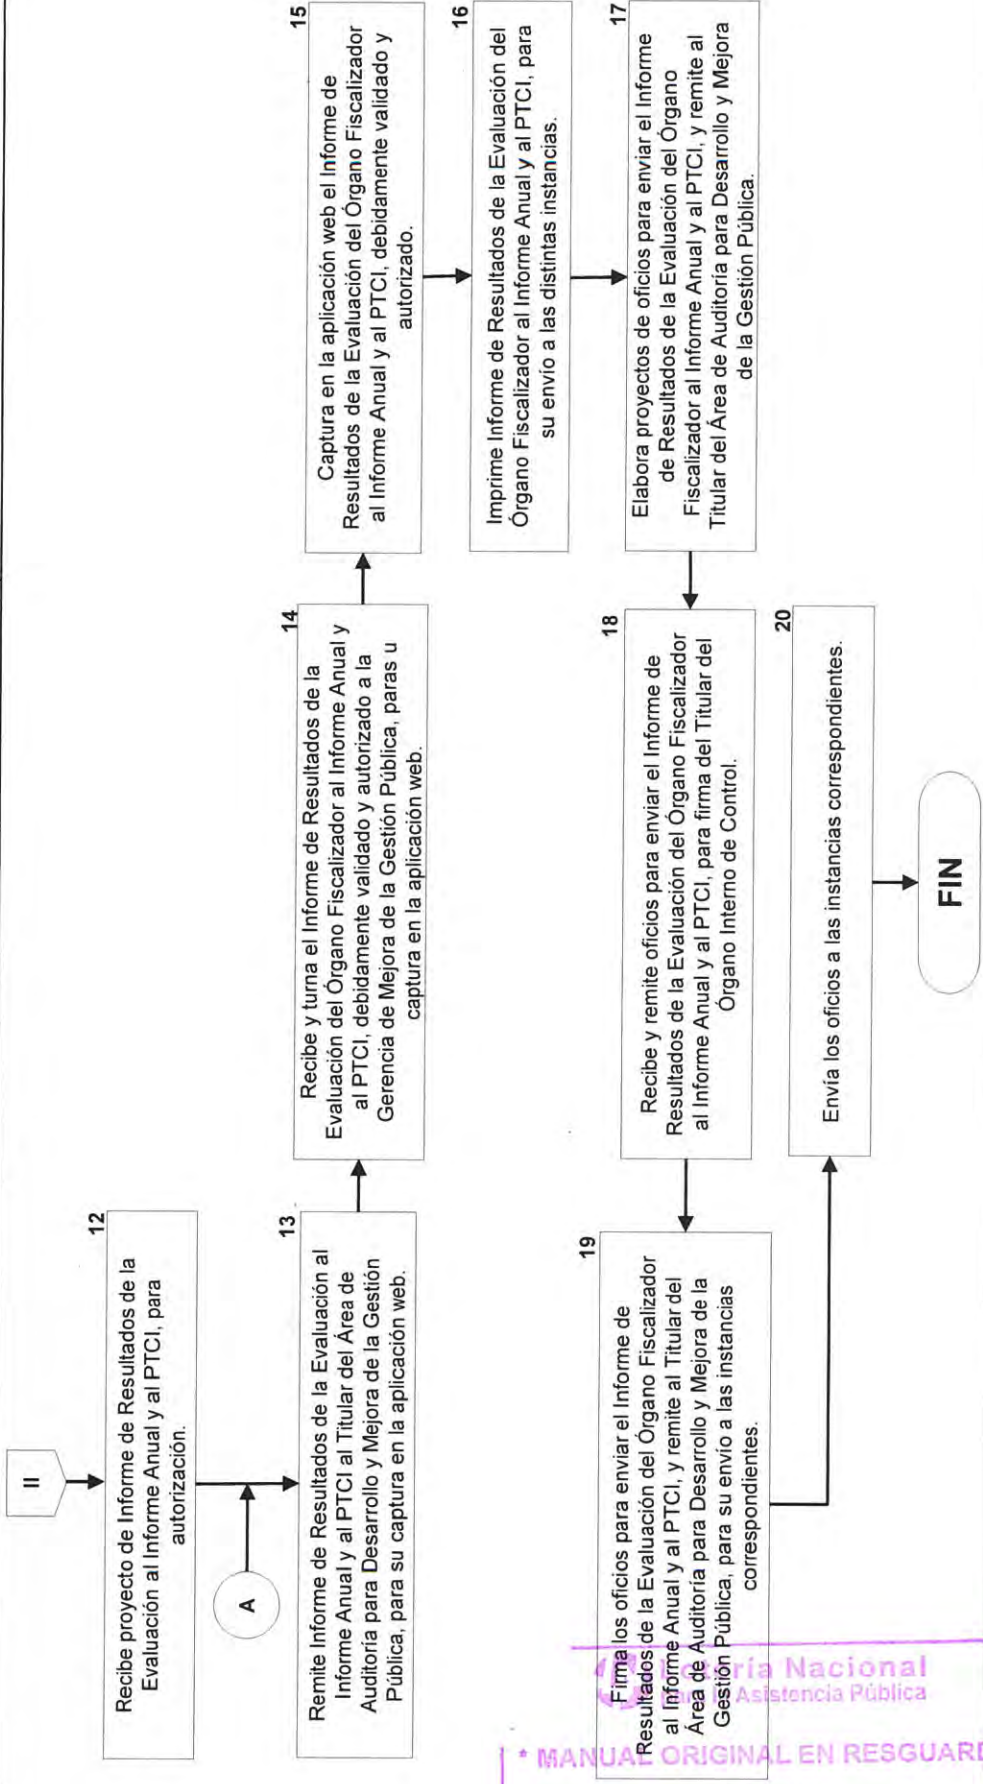 II
12
Recibe proyecto de Informe de Resultados de la
Evaluación al Informe Anual y al PTCI, para
autorización.
A
13
Remite Informe de Resultados de la Evaluación al
Informe Anual y al PTCI al Titular del Área de
Auditoría para Desarrollo y Mejora de la Gestión
Pública, para su captura en la aplicación web.
14
Recibe y turna el Informe de Resultados de la
Evaluación del Órgano Fiscalizador al Informe Anual y
al PTCI, debidamente validado y autorizado a la
Gerencia de Mejora de la Gestión Pública, paras u
captura en la aplicación web.
15
Captura en la aplicación web el Informe de
Resultados de la Evaluación del Órgano Fiscalizador
al Informe Anual y al PTCI, debidamente validado y
autorizado.
16
Imprime Informe de Resultados de la Evaluación del
Órgano Fiscalizador al Informe Anual y al PTCI, para
su envío a las distintas instancias.
17
Elabora proyectos de oficios para enviar el Informe
de Resultados de la Evaluación del Órgano
Fiscalizador al Informe Anual y al PTCI, y remite al
Titular del Área de Auditoría para Desarrollo y Mejora
de la Gestión Pública.
18
Recibe y remite oficios para enviar el Informe de
Resultados de la Evaluación del Órgano Fiscalizador
al Informe Anual y al PTCI, para firma del Titular del
Órgano Interno de Control.
19
Firma los oficios para enviar el Informe de
Resultados de la Evaluación del Órgano Fiscalizador
al Informe Anual y al PTCI, y remite al Titular del
Área de Auditoría para Desarrollo y Mejora de la
Gestión Pública, para su envío a las instancias
correspondientes.
20
Envía los oficios a las instancias correspondientes.
FIN
Lotería Nacional
para la Asistencia Pública
* MANUAL ORIGINAL EN RESGUARD